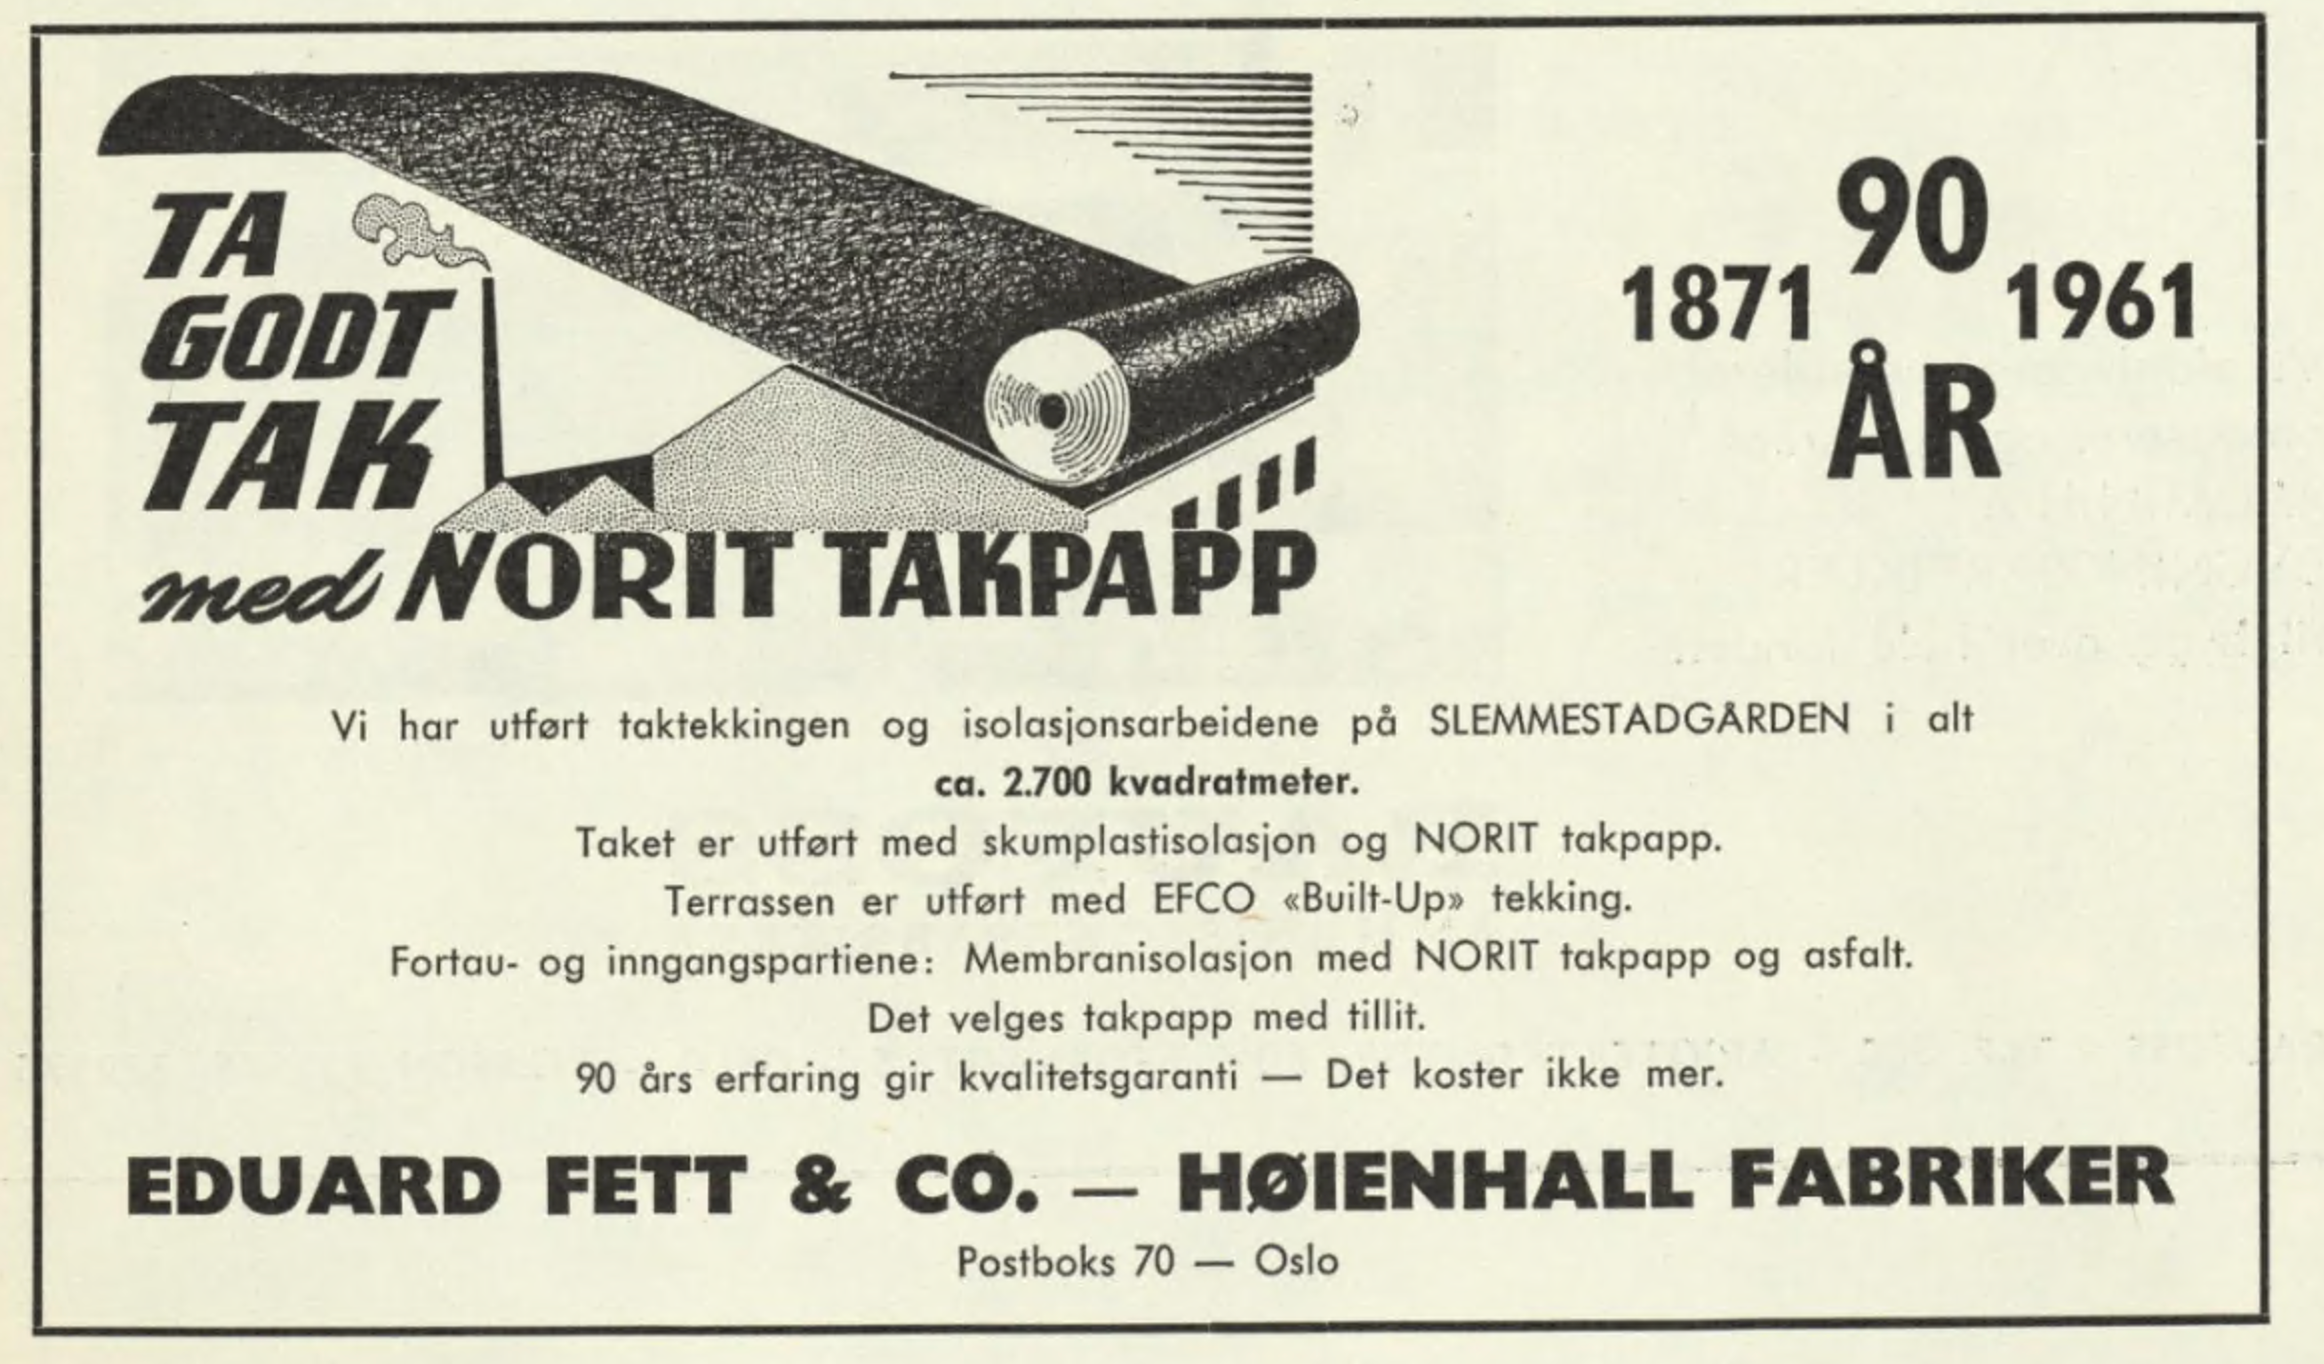 TA
GODT
TAK
med NORIT TAKPAPP
90
1871 1961
ÅR
Vi har utført taktekkingen og isolasjonsarbeidene på SLEMMESTADGÅRDEN i alt
ca. 2.700 kvadratmeter.
Taket er utført med skumplastisolasjon og NORIT takpapp.
Terrassen er utført med EFCO «Built-Up» tekking.
Fortau- og inngangspartiene: Membranisolasjon med NORIT takpapp og asfalt.
Det velges takpapp med tillit.
90 års erfaring gir kvalitetsgaranti — Det koster ikke mer.
EDUARD FETT & CO. — HØIENHALL FABRIKER
Postboks 70 — Oslo